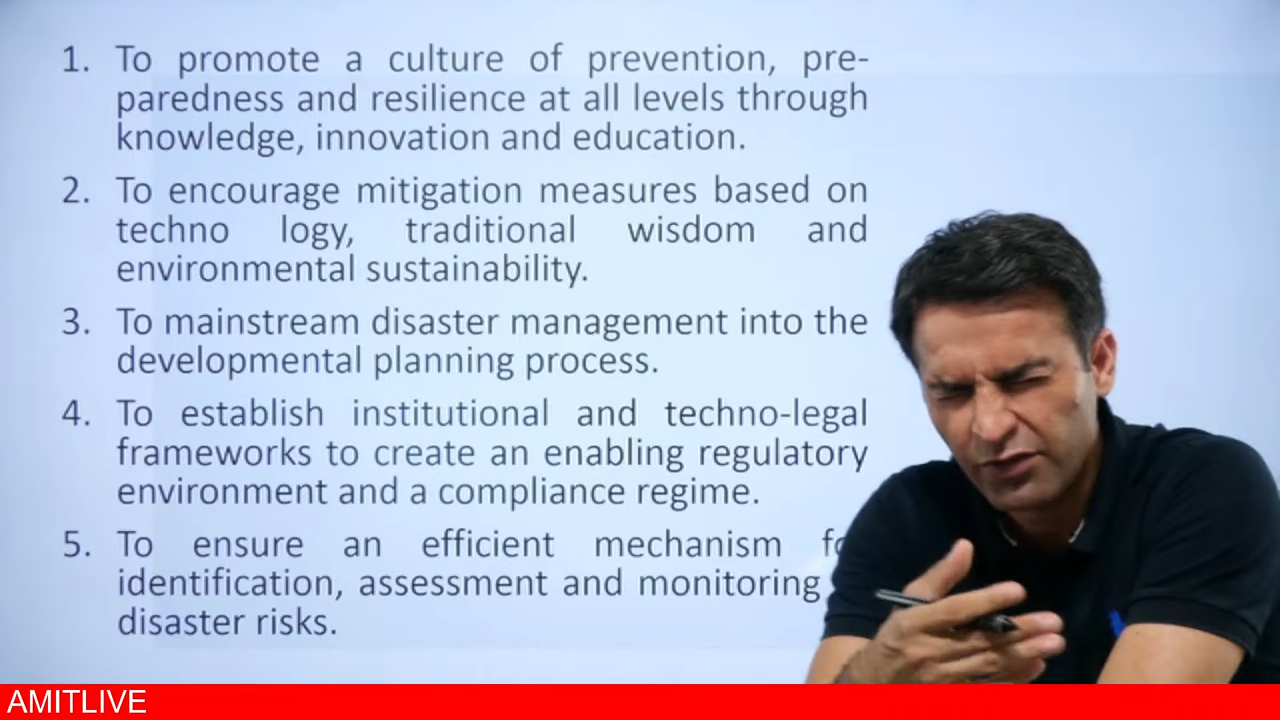 1. To promote a culture of prevention, pre-
paredness and resilience at all levels through
knowledge, innovation and education.
2. To encourage mitigation measures based on
techno logy, traditional wisdom and
environmental sustainability.
3. To mainstream disaster management into the
developmental planning process.
4. To establish institutional and techno-legal
frameworks to create an enabling regulatory
environment and a compliance regime.
5. To ensure an efficient mechanism
identification, assessment and monitoring
disaster risks.
AMITLIVE